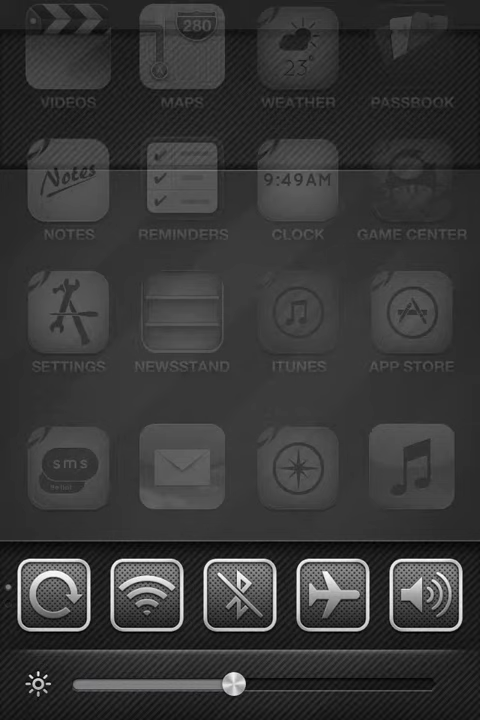 280
23°
VIDEOS MAPS WEATHER PASSBOOK
Notes
9:49AM
NOTES REMINDERS CLOCK GAME CENTER
SETTINGS NEWSSTAND ITUNES APP STORE
sms